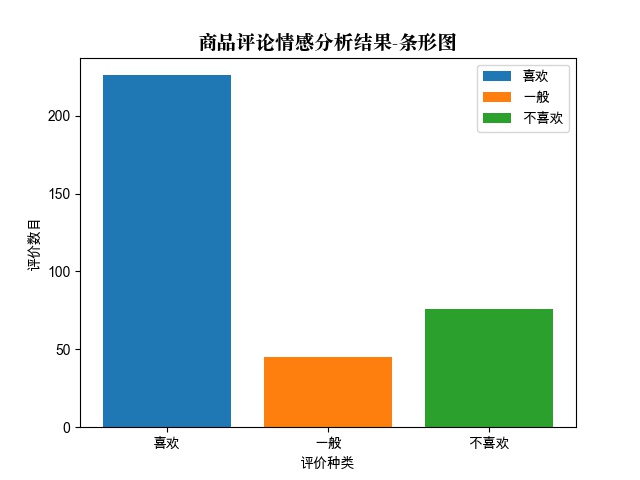 商品评论情感分析结果-条形图
喜欢
一般
不喜欢
评价数目
200
150
100
50
0
喜欢 一般 不喜欢
评价种类